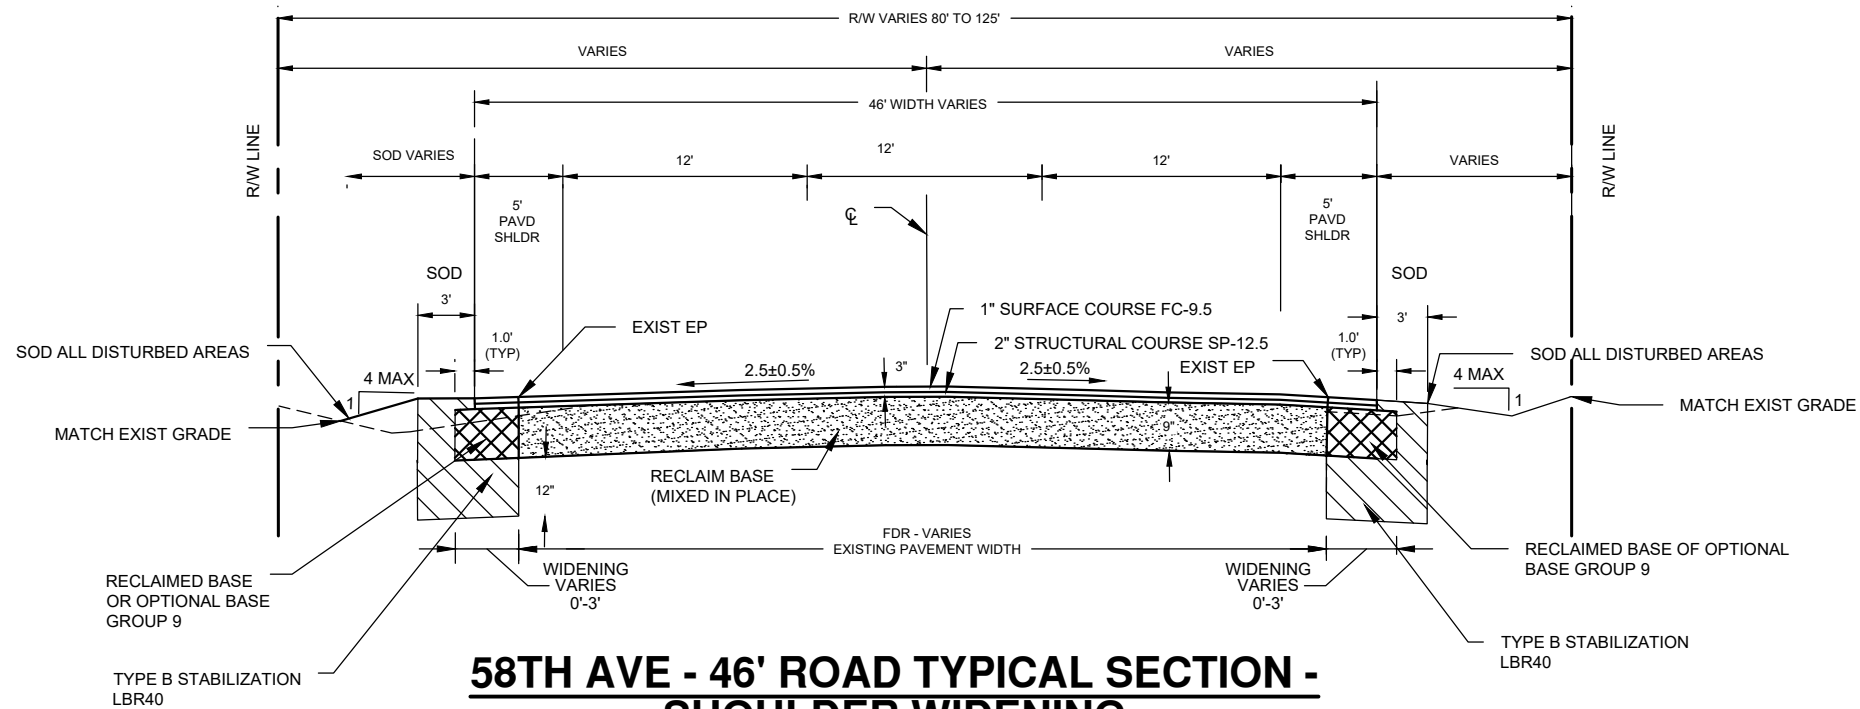 R/W VARIES 80' TO 125'
VARIES
VARIES
46' WIDTH VARIES
R/W LINE
R/W LINE
SOD VARIES
12'
12'
12'
VARIES
5'
PAVD
SHLDR
5'
PAVD
SHLDR
℄
SOD
3'
SOD
3'
1.0'
(TYP)
1.0'
(TYP)
EXIST EP
1" SURFACE COURSE FC-9.5
2" STRUCTURAL COURSE SP-12.5
EXIST EP
SOD ALL DISTURBED AREAS
SOD ALL DISTURBED AREAS
4 MAX
1
2.5±0.5%
3"
2.5±0.5%
4 MAX
1
MATCH EXIST GRADE
MATCH EXIST GRADE
9"
RECLAIM BASE
(MIXED IN PLACE)
12"
FDR - VARIES
EXISTING PAVEMENT WIDTH
WIDENING
VARIES
0'-3'
WIDENING
VARIES
0'-3'
RECLAIMED BASE
OR OPTIONAL BASE
GROUP 9
RECLAIMED BASE OF OPTIONAL
BASE GROUP 9
TYPE B STABILIZATION
LBR40
TYPE B STABILIZATION
LBR40
58TH AVE - 46' ROAD TYPICAL SECTION -
SHOULDER WIDENING